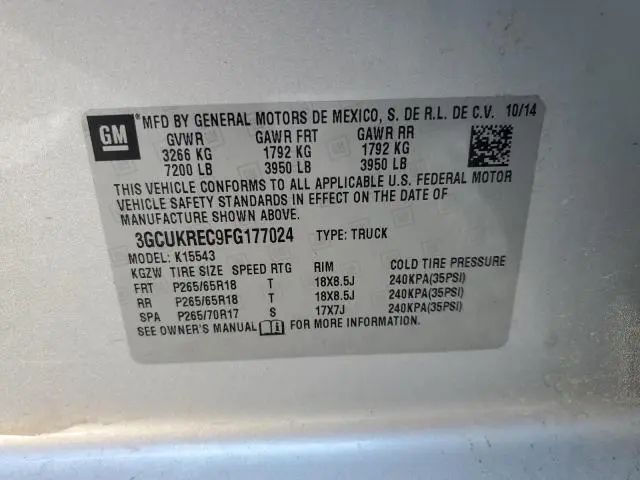 GM
*MFD BY GENERAL MOTORS DE MEXICO, S. DE R.L. DE C.V. 10/14
GVWR GAWR FRT GAWR RR
3266 KG 1792 KG 1792 KG
7200 LB 3950 LB 3950 LB
THIS VEHICLE CONFORMS TO ALL APPLICABLE U.S. FEDERAL MOTOR
VEHICLE SAFETY STANDARDS IN EFFECT ON THE DATE OF
MANUFACTURE SHOWN ABOVE.
3GCUKREC9FG177024 TYPE: TRUCK
MODEL: K15543
KGZW TIRE SIZE SPEED RTG RIM COLD TIRE PRESSURE
FRT P265/65R18 T 18X8.5J 240KPA(35PSI)
RR P265/65R18 T 18X8.5J 240KPA(35PSI)
SPA P265/70R17 S 17X7J 240KPA(35PSI)
SEE OWNER'S MANUAL FOR MORE INFORMATION.